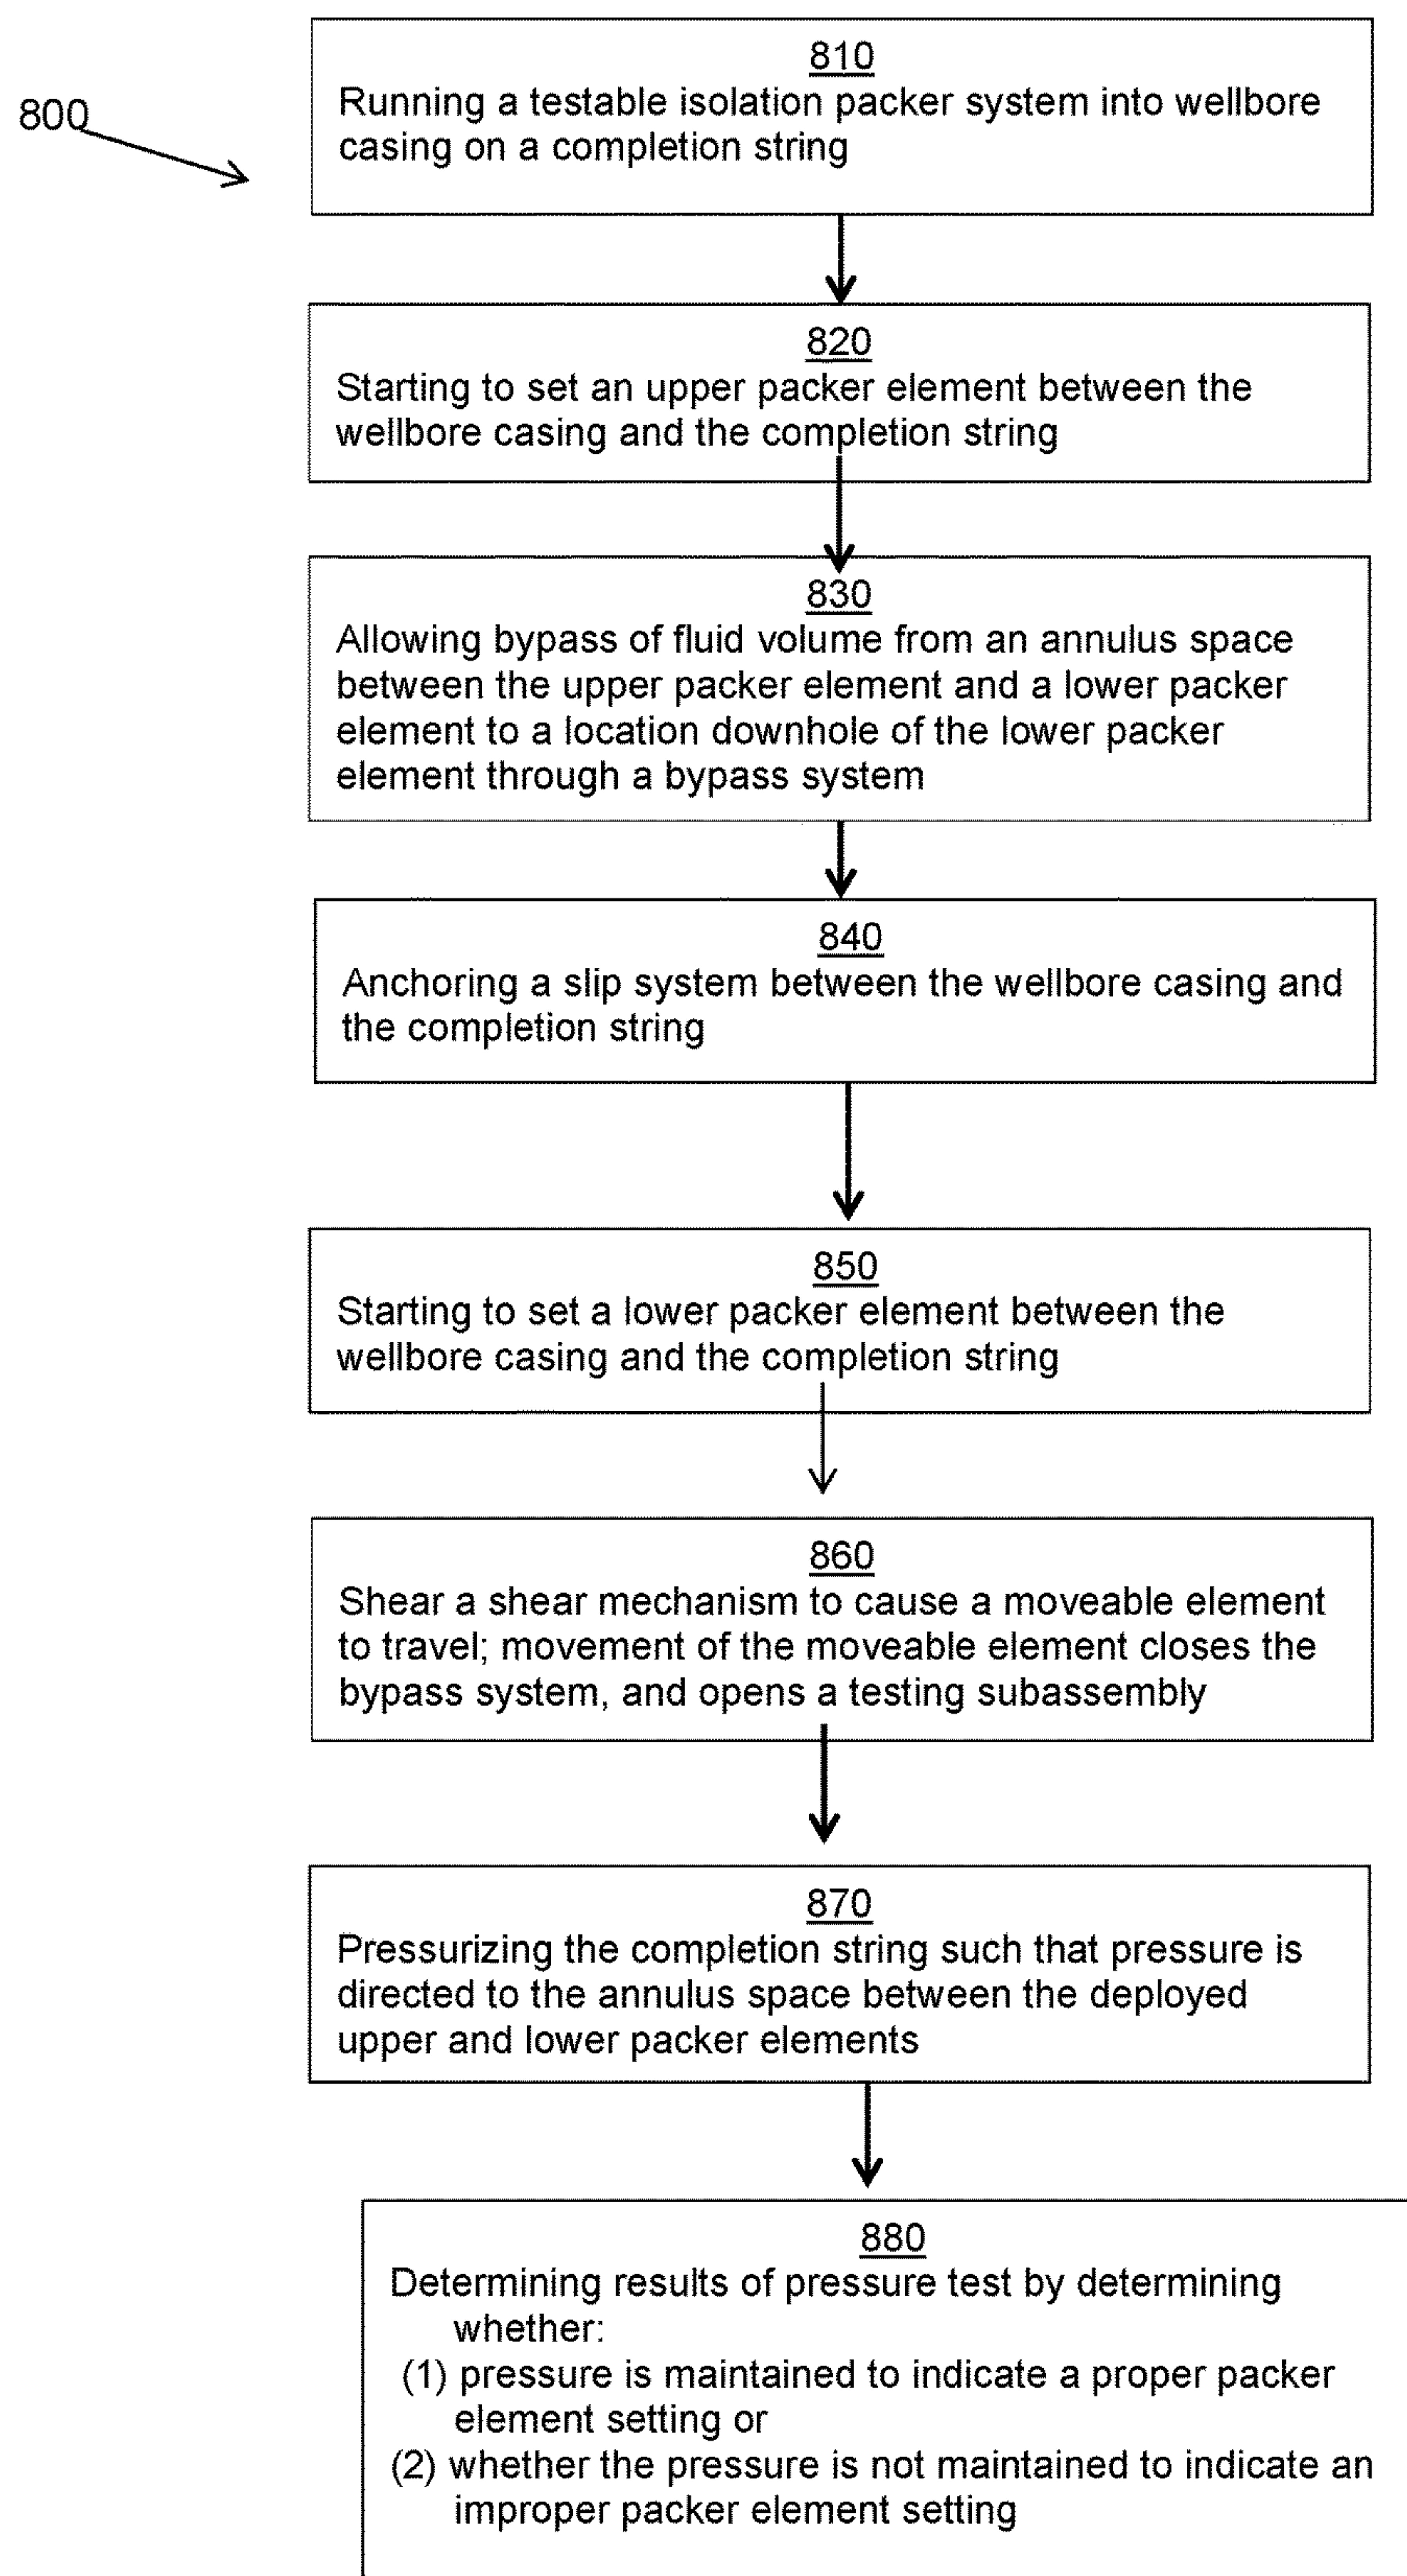 800
810
Running a testable isolation packer system into wellbore
casing on a completion string
820
Starting to set an upper packer element between the
wellbore casing and the completion string
830
Allowing bypass of fluid volume from an annulus space
between the upper packer element and a lower packer
element to a location downhole of the lower packer
element through a bypass system
840
Anchoring a slip system between the wellbore casing and
the completion string
850
Starting to set a lower packer element between the
wellbore casing and the completion string
860
Shear a shear mechanism to cause a moveable element
to travel; movement of the moveable element closes the
bypass system, and opens a testing subassembly
870
Pressurizing the completion string such that pressure is
directed to the annulus space between the deployed
upper and lower packer elements
880
Determining results of pressure test by determining
whether:
(1) pressure is maintained to indicate a proper packer
element setting or
(2) whether the pressure is not maintained to indicate an
improper packer element setting